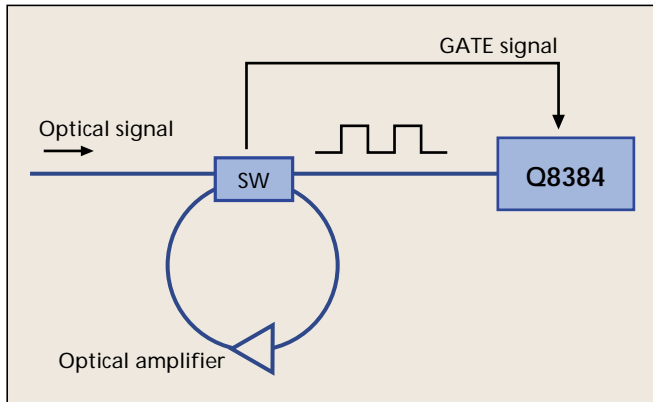 GATE signal
Optical signal
SW
Q8384
Optical amplifier